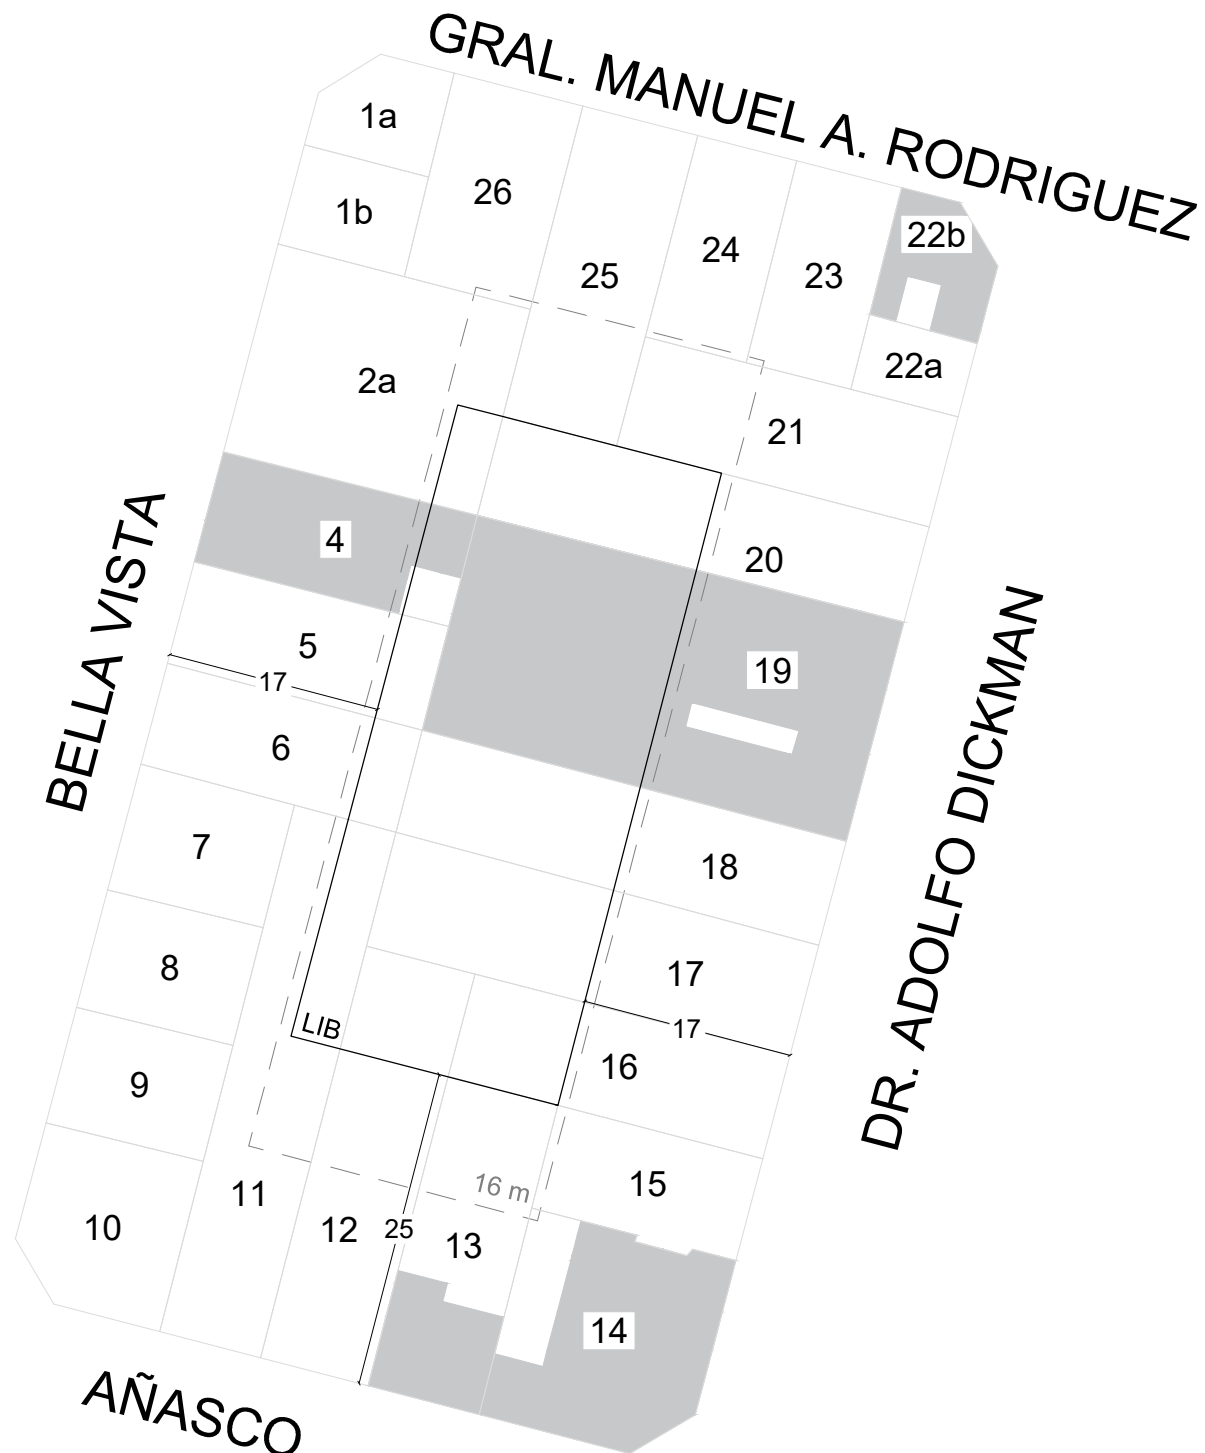 GRAL. MANUEL A. RODRIGUEZ
1a
26
1b
22b
24
25
23
22a
2a
21
4
20
BELLA VISTA
5
19
17
6
7
18
DR. ADOLFO DICKMAN
8
17
LIB
17
16
9
16 m
15
11
10
12
25
13
14
AÑASCO